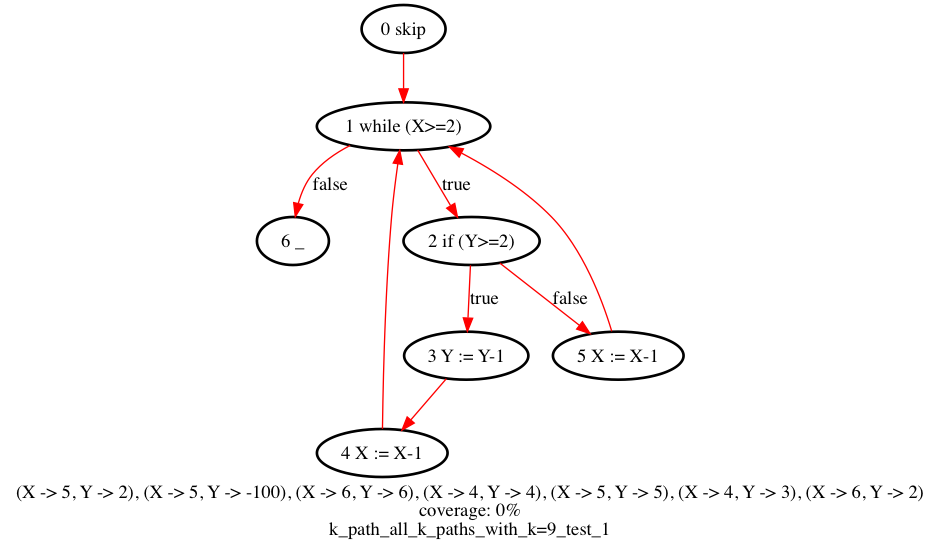 0 skip
1 while (X>=2)
false
true
6 _
2 if (Y>=2)
true
false
3 Y := Y-1
5 X := X-1
4 X := X-1
(X -> 5, Y -> 2), (X -> 5, Y -> -100), (X -> 6, Y -> 6), (X -> 4, Y -> 4), (X -> 5, Y -> 5), (X -> 4, Y -> 3), (X -> 6, Y -> 2)
coverage: 0%
k_path_all_k_paths_with_k=9_test_1